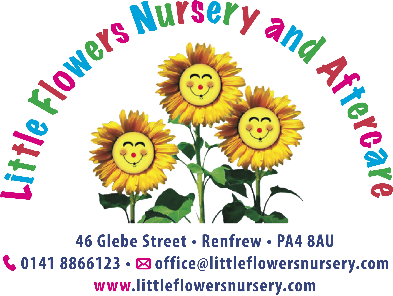 Little Flowers Nursery and Aftercare
46 Glebe Street • Renfrew • PA4 8AU
0141 8866123 • office@littleflowersnursery.com
www.littleflowersnursery.com